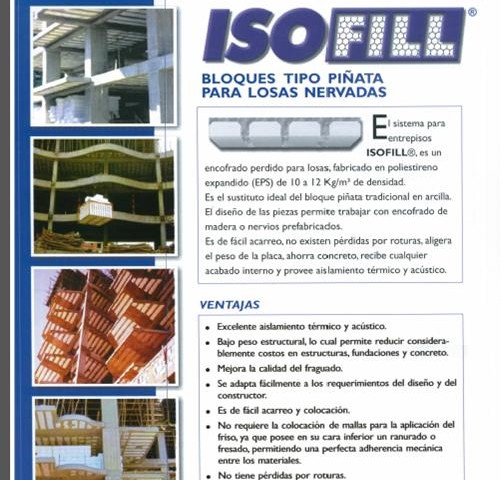 ISOFILL®
BLOQUES TIPO PIÑATA
PARA LOSAS NERVADAS
El sistema para
entrepisos
ISOFILL®, es un
encofrado perdido para losas, fabricado en poliestireno
expandido (EPS) de 10 a 12 Kg/m³ de densidad.
Es el sustituto ideal del bloque piñata tradicional en arcilla.
El diseño de las piezas permite trabajar con encofrado de
madera o nervios prefabricados.
Es de fácil acarreo, no existen pérdidas por roturas, aligera
el peso de la placa, ahorra concreto, recibe cualquier
acabado interno y provee aislamiento térmico y acústico.
VENTAJAS
• Excelente aislamiento térmico y acústico.
• Bajo peso estructural, lo cual permite reducir considera-
blemente costos en estructuras, fundaciones y concreto.
• Mejora la calidad del fraguado.
• Se adapta fácilmente a los requerimientos del diseño y del
constructor.
• Es de fácil acarreo y colocación.
• No requiere la colocación de mallas para la aplicación del
friso, ya que posee en su cara inferior un ranurado o
fresado, permitiendo una perfecta adherencia mecánica
entre los materiales.
• No tiene pérdidas por roturas.